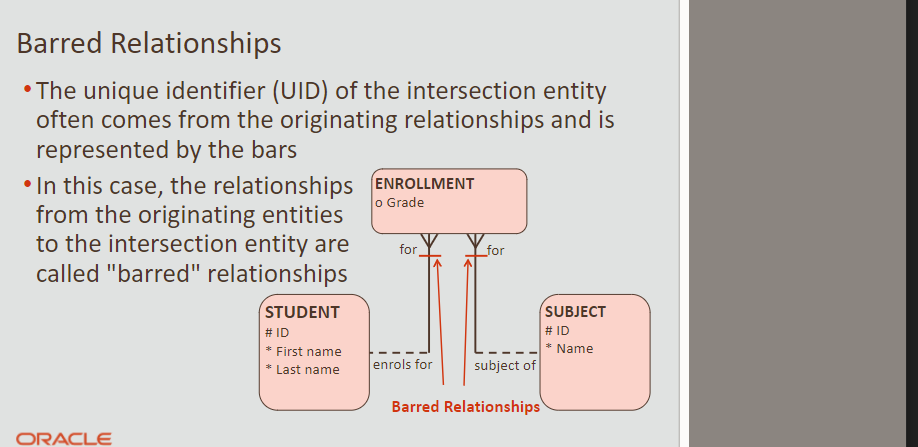 Barred Relationships
•The unique identifier (UID) of the intersection entity
often comes from the originating relationships and is
represented by the bars
•In this case, the relationships
from the originating entities
to the intersection entity are
called "barred" relationships
ENROLLMENT
o Grade
for
for
STUDENT
# ID
* First name
* Last name
enrols for
subject of
SUBJECT
# ID
* Name
Barred Relationships
ORACLE